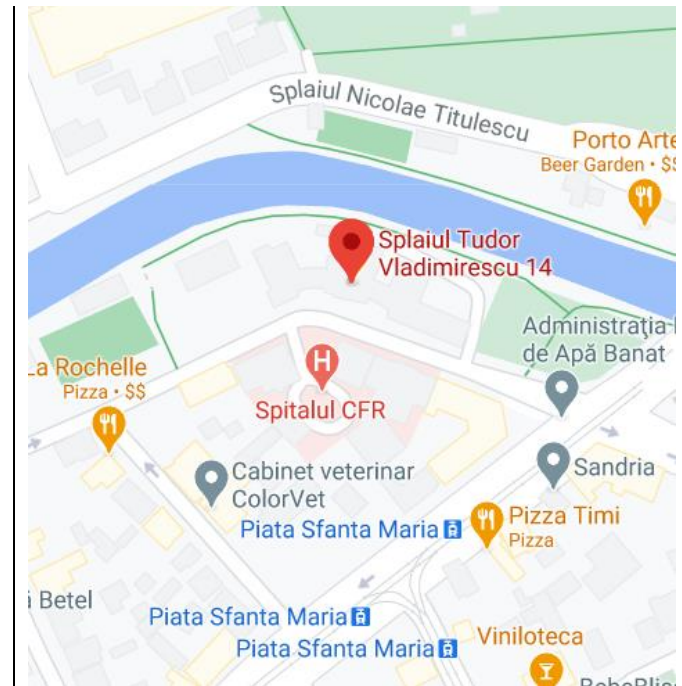 Splaiul Nicolae Titulescu
Porto Arte
Beer Garden • $$
Splaiul Tudor
Vladimirescu 14
Administrația
de Apă Banat
La Rochelle
Pizza • $$
H
Spitalul CFR
Cabinet veterinar
ColorVet
Sandria
Piata Sfanta Maria
Pizza Timi
Pizza
Betel
Piata Sfanta Maria
Piata Sfanta Maria
Viniloteca